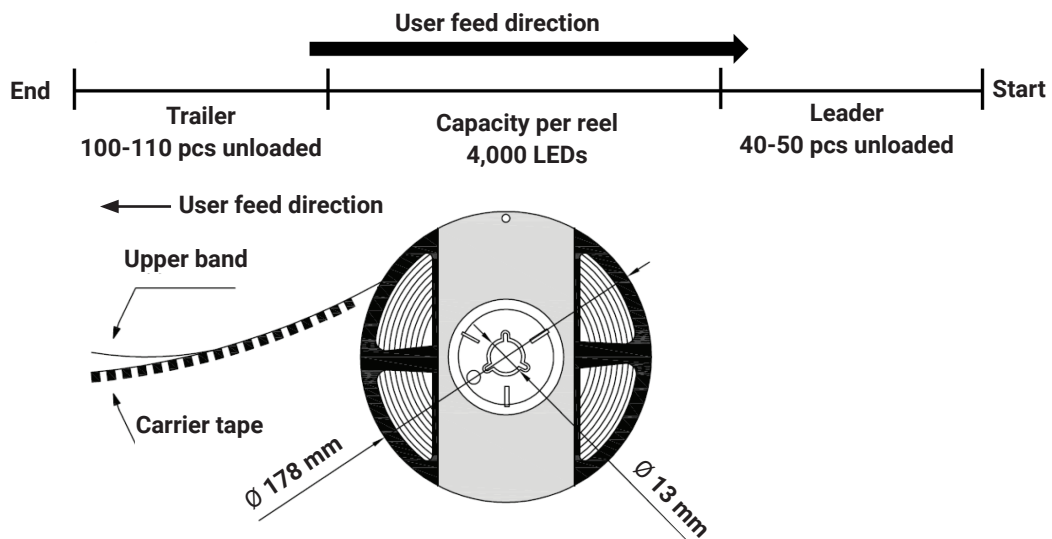 User feed direction
End
Start
Trailer
100-110 pcs unloaded
Capacity per reel
4,000 LEDs
Leader
40-50 pcs unloaded
User feed direction
Upper band
Carrier tape
Ø 178 mm
Ø 13 mm